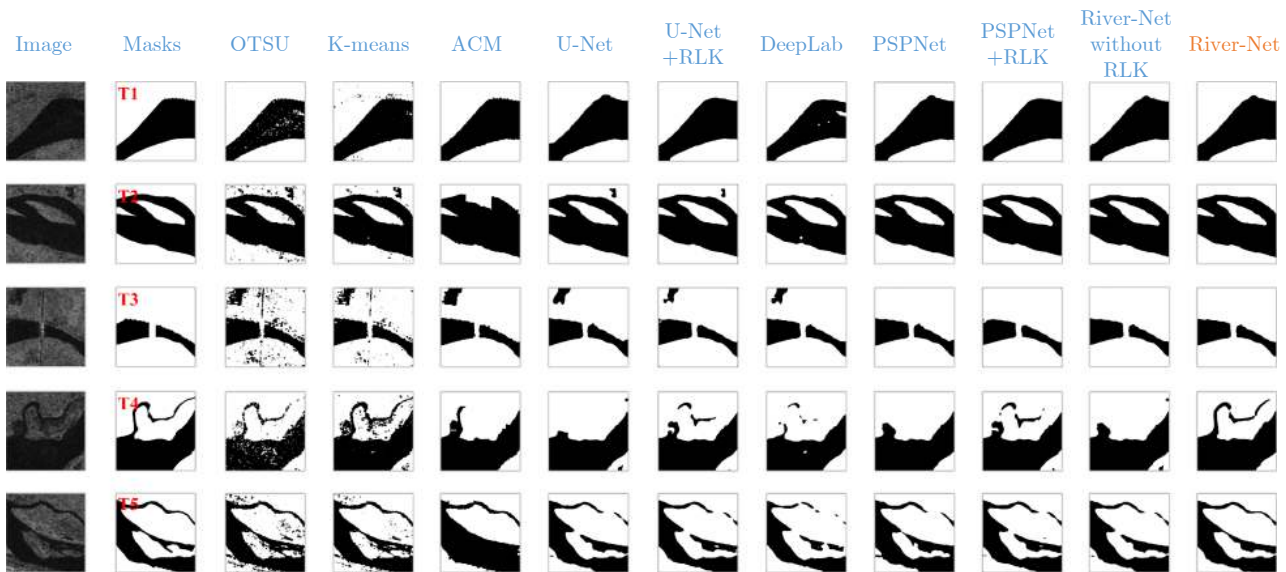 Image Masks OTSU K-means ACM U-Net U-Net +RLK DeepLab PSPNet PSPNet +RLK River-Net without RLK River-Net
T1
T2
T3
T4
T5